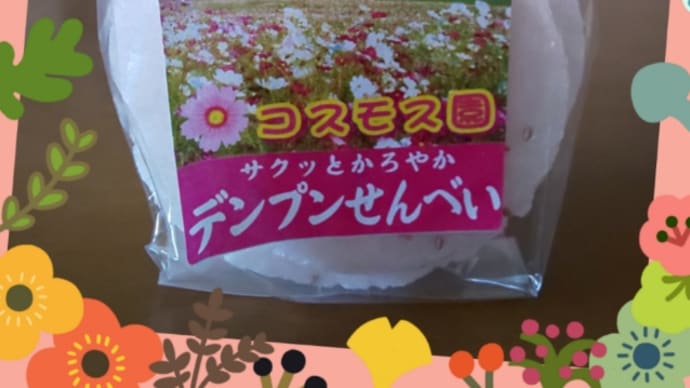 コスモス園
サクッとかろやか
デンプンせんべい